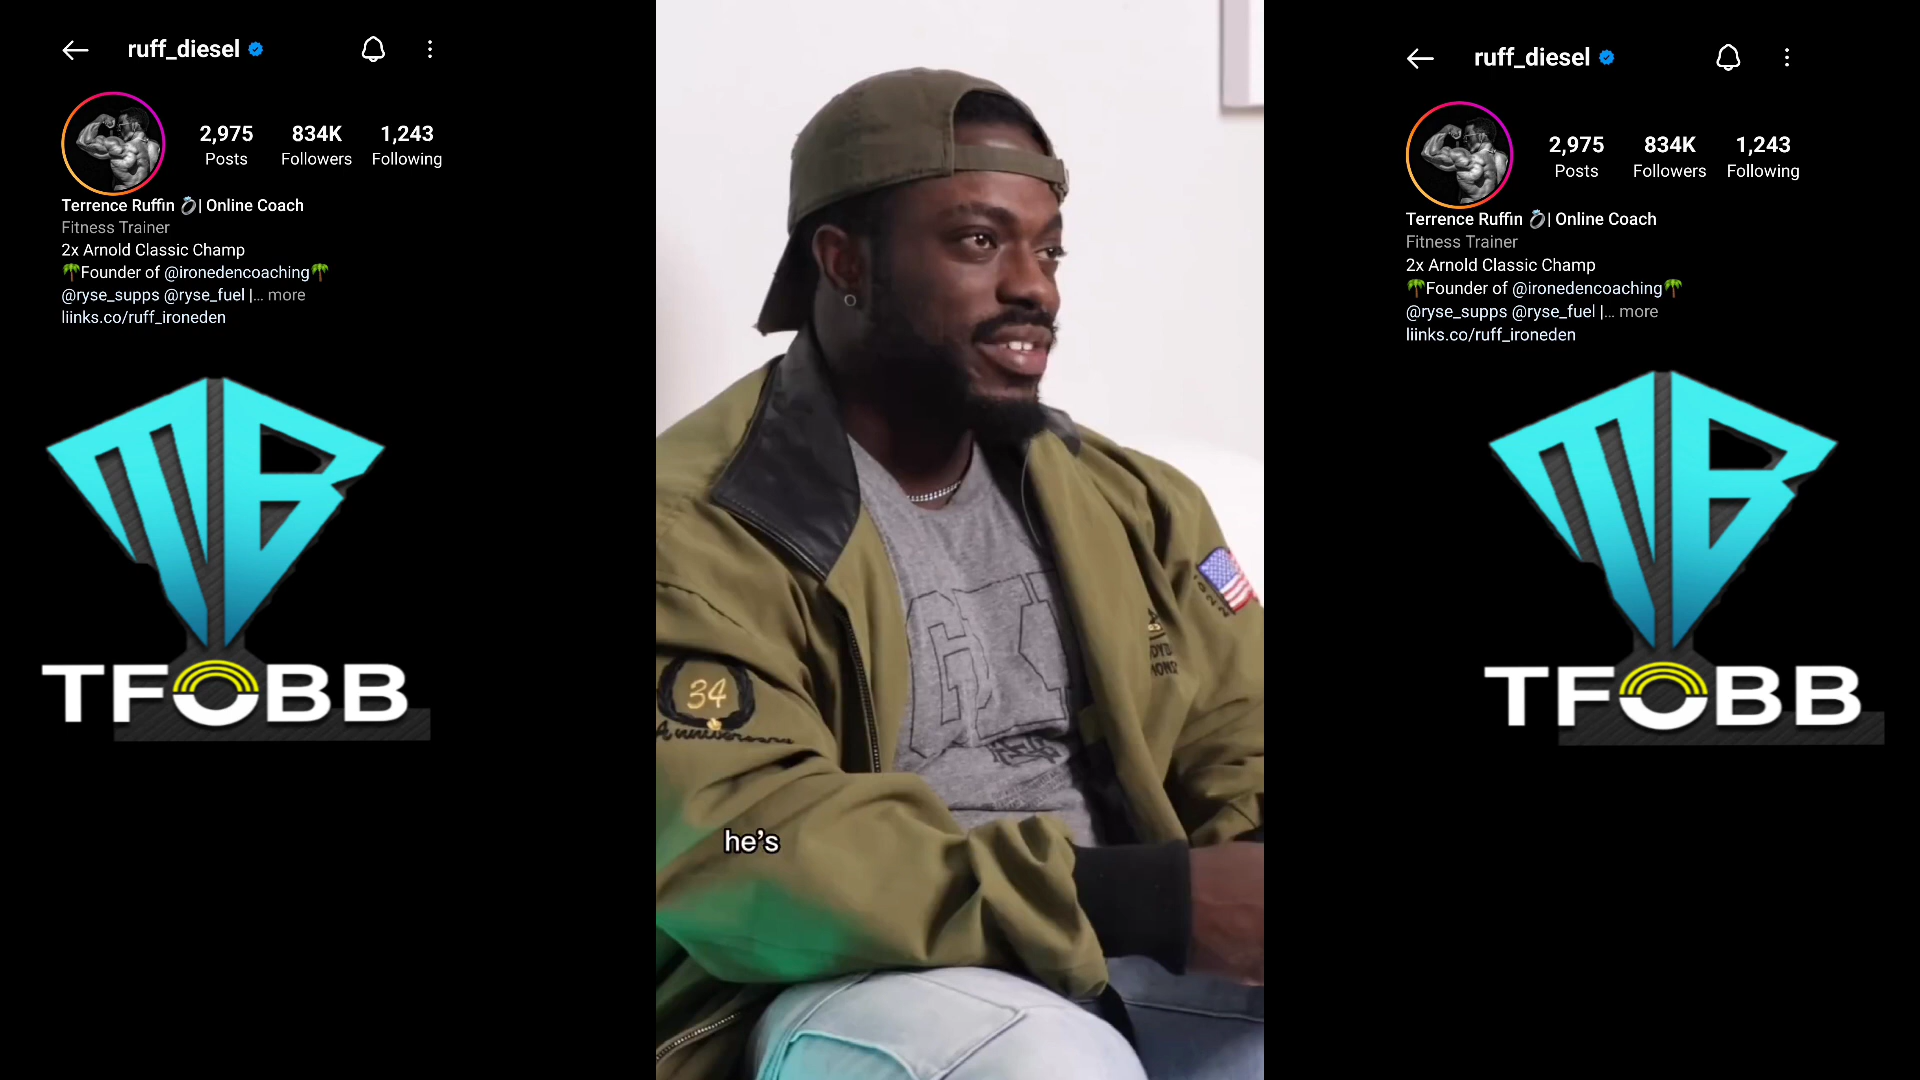 ruff_diesel
2,975 834K 1,243
Posts Followers Following
Terrence Ruffin 💍| Online Coach
Fitness Trainer
2x Arnold Classic Champ
🌴Founder of @ironedencoaching🌴
@ryse_supps @ryse_fuel |... more
liinks.co/ruff_ironeden
MB
TFOBB
34
Anniversary
he's
ruff_diesel
2,975 834K 1,243
Posts Followers Following
Terrence Ruffin 💍| Online Coach
Fitness Trainer
2x Arnold Classic Champ
🌴Founder of @ironedencoaching🌴
@ryse_supps @ryse_fuel |... more
liinks.co/ruff_ironeden
MB
TFOBB